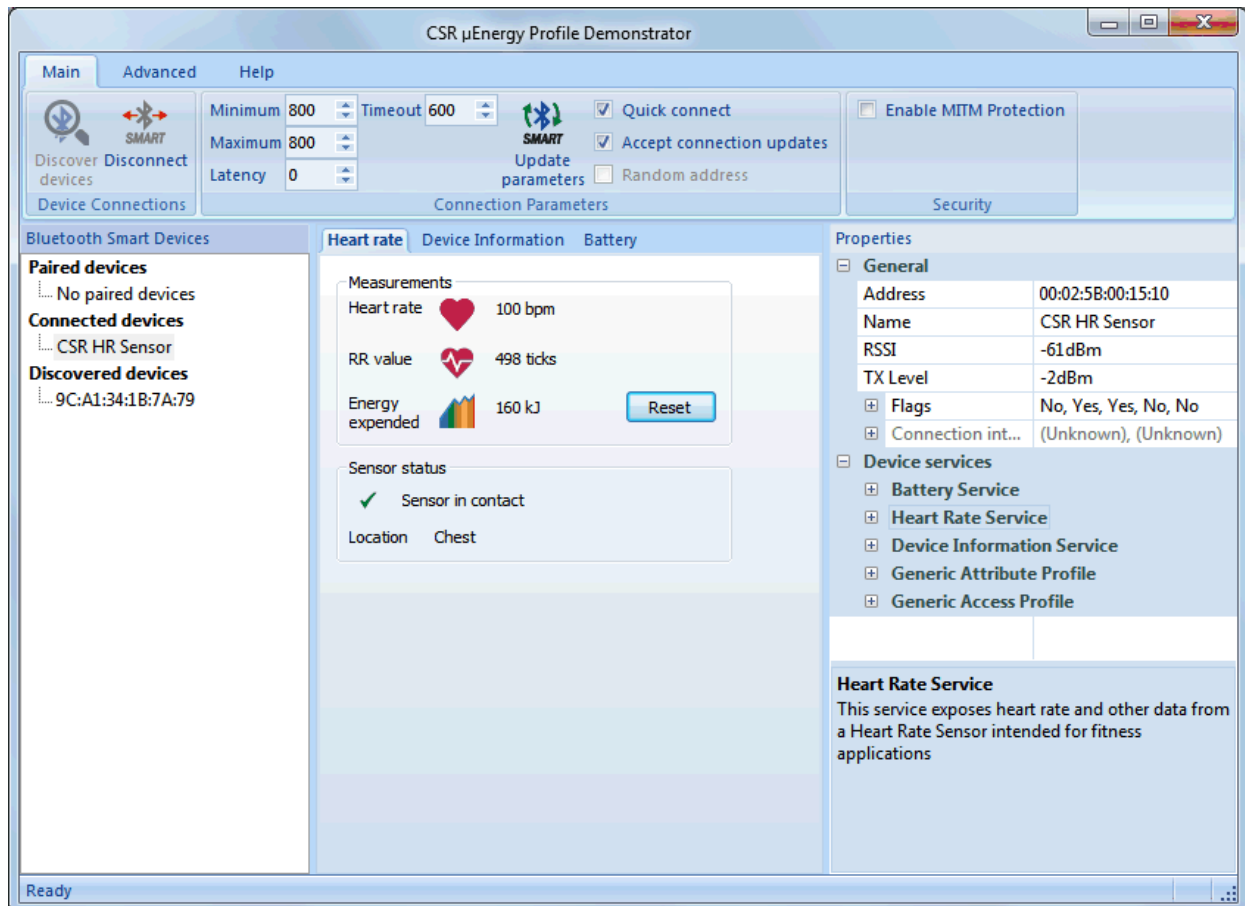 CSR µEnergy Profile Demonstrator
Main Advanced Help
Discover devices
SMART
Disconnect
Device Connections
Minimum 800
Maximum 800
Latency 0
Timeout 600
SMART
Update parameters
Quick connect
Accept connection updates
Random address
Connection Parameters
Enable MITM Protection
Security
Bluetooth Smart Devices
Paired devices
No paired devices
Connected devices
CSR HR Sensor
Discovered devices
9C:A1:34:1B:7A:79
Heart rate Device Information Battery
Measurements
Heart rate 100 bpm
RR value 498 ticks
Energy expended 160 kJ Reset
Sensor status
Sensor in contact
Location Chest
Properties
General
Address 00:02:5B:00:15:10
Name CSR HR Sensor
RSSI -61dBm
TX Level -2dBm
Flags No, Yes, Yes, No, No
Connection int... (Unknown), (Unknown)
Device services
Battery Service
Heart Rate Service
Device Information Service
Generic Attribute Profile
Generic Access Profile
Heart Rate Service
This service exposes heart rate and other data from
a Heart Rate Sensor intended for fitness
applications
Ready